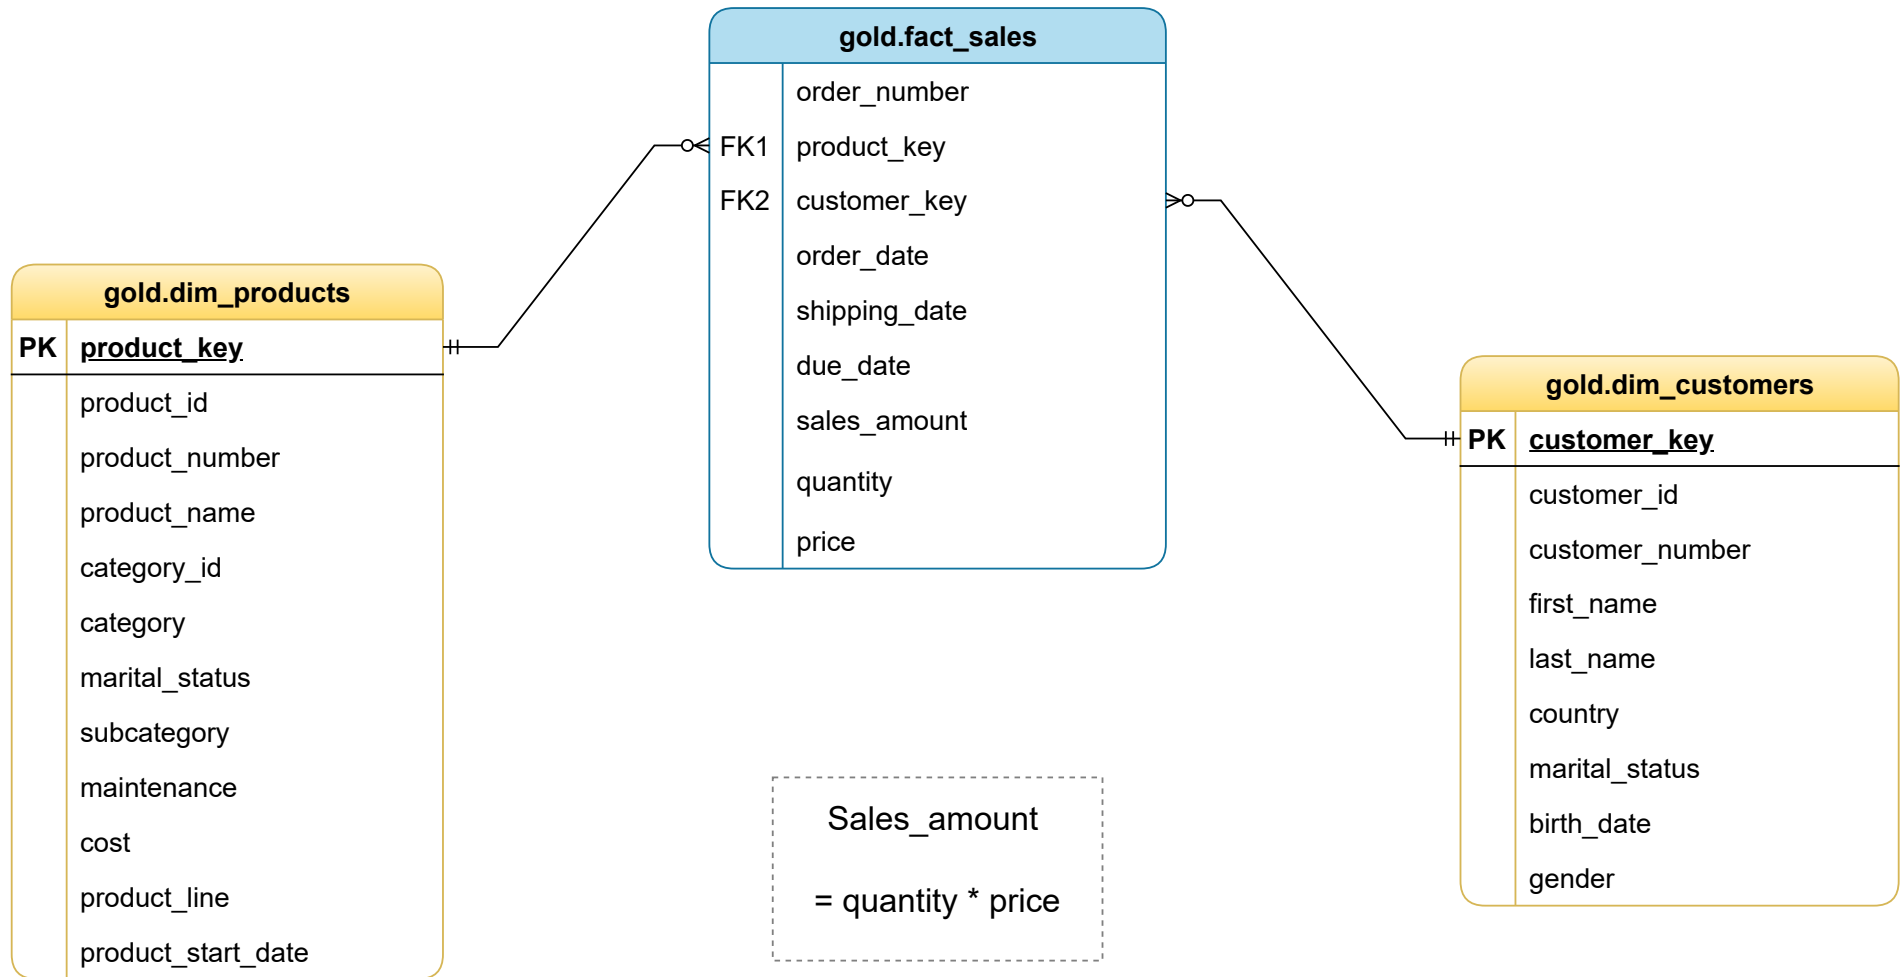 gold.fact_sales
order_number
FK1 product_key
FK2 customer_key
order_date
shipping_date
due_date
sales_amount
quantity
price
gold.dim_products
PK product_key
product_id
product_number
product_name
category_id
category
marital_status
subcategory
maintenance
cost
product_line
product_start_date
gold.dim_customers
PK customer_key
customer_id
customer_number
first_name
last_name
country
marital_status
birth_date
gender
Sales_amount
= quantity * price